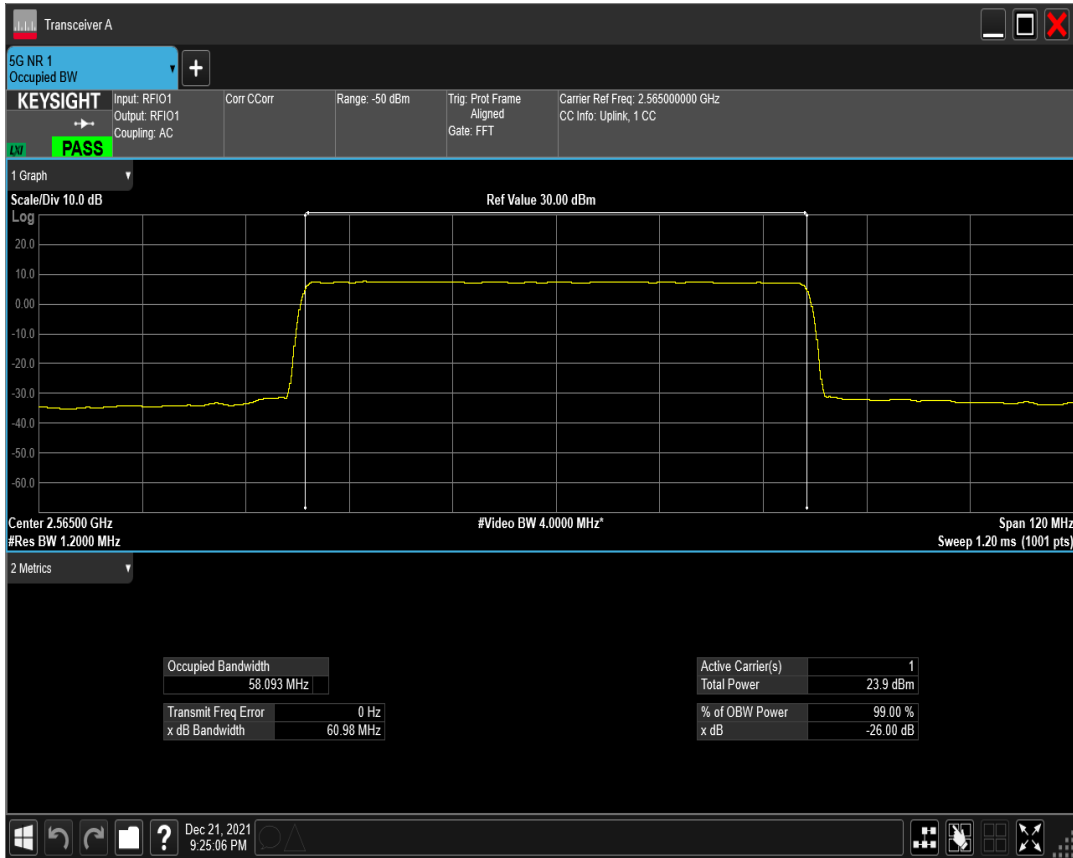 Transceiver A
5G NR 1
Occupied BW
KEYSIGHT
LXI
PASS
Input: RFIO1
Output: RFIO1
Coupling: AC
Corr CCorr
Range: -50 dBm
Trig: Prot Frame
Aligned
Gate: FFT
Carrier Ref Freq: 2.565000000 GHz
CC Info: Uplink, 1 CC
1 Graph
Scale/Div 10.0 dB
Ref Value 30.00 dBm
Log
20.0
10.0
0.00
-10.0
-20.0
-30.0
-40.0
-50.0
-60.0
Center 2.56500 GHz
#Video BW 4.0000 MHz*
Span 120 MHz
#Res BW 1.2000 MHz
Sweep 1.20 ms (1001 pts)
2 Metrics
Occupied Bandwidth
58.093 MHz
Transmit Freq Error 0 Hz
x dB Bandwidth 60.98 MHz
Active Carrier(s) 1
Total Power 23.9 dBm
% of OBW Power 99.00 %
x dB -26.00 dB
Dec 21, 2021
9:25:06 PM